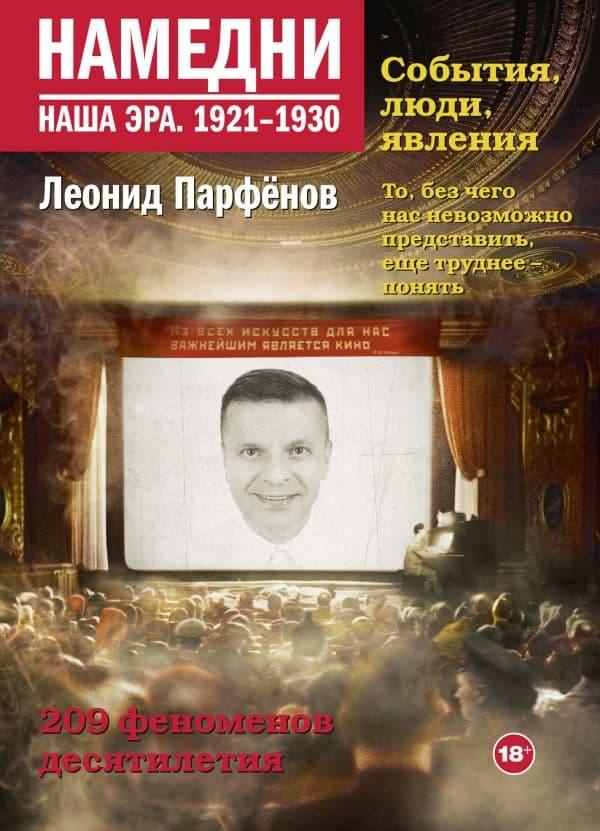 НАМЕДНИ
НАША ЭРА. 1921–1930
События,
люди,
явления
Леонид Парфёнов
То, без чего
нас невозможно
представить,
еще труднее –
понять
Из всех искусств для нас
важнейшим является кино
209 феноменов
десятилетия
18+